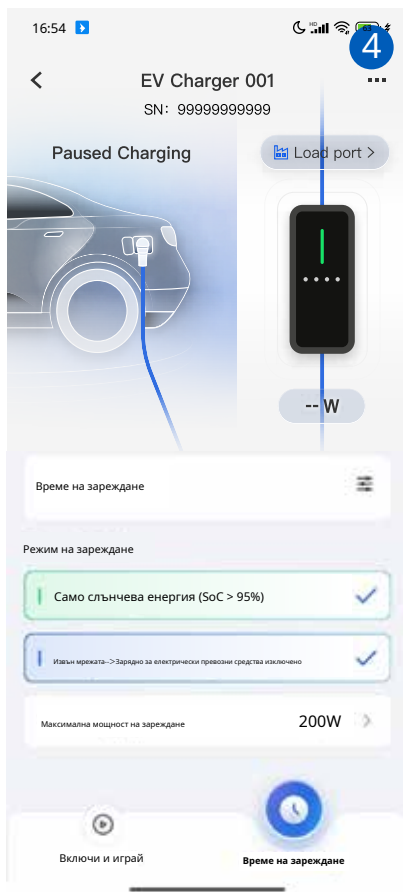 16:54
HD
63
4
EV Charger 001
SN: 99999999999
Paused Charging
Load port >
-- W
Време на зареждане
Режим на зареждане
Само слънчева енергия (SoC > 95%)
Извън мрежата-->Зарядно за електрически превозни средства изключено
Максимална мощност на зареждане 200W
Включи и играй
Време на зареждане